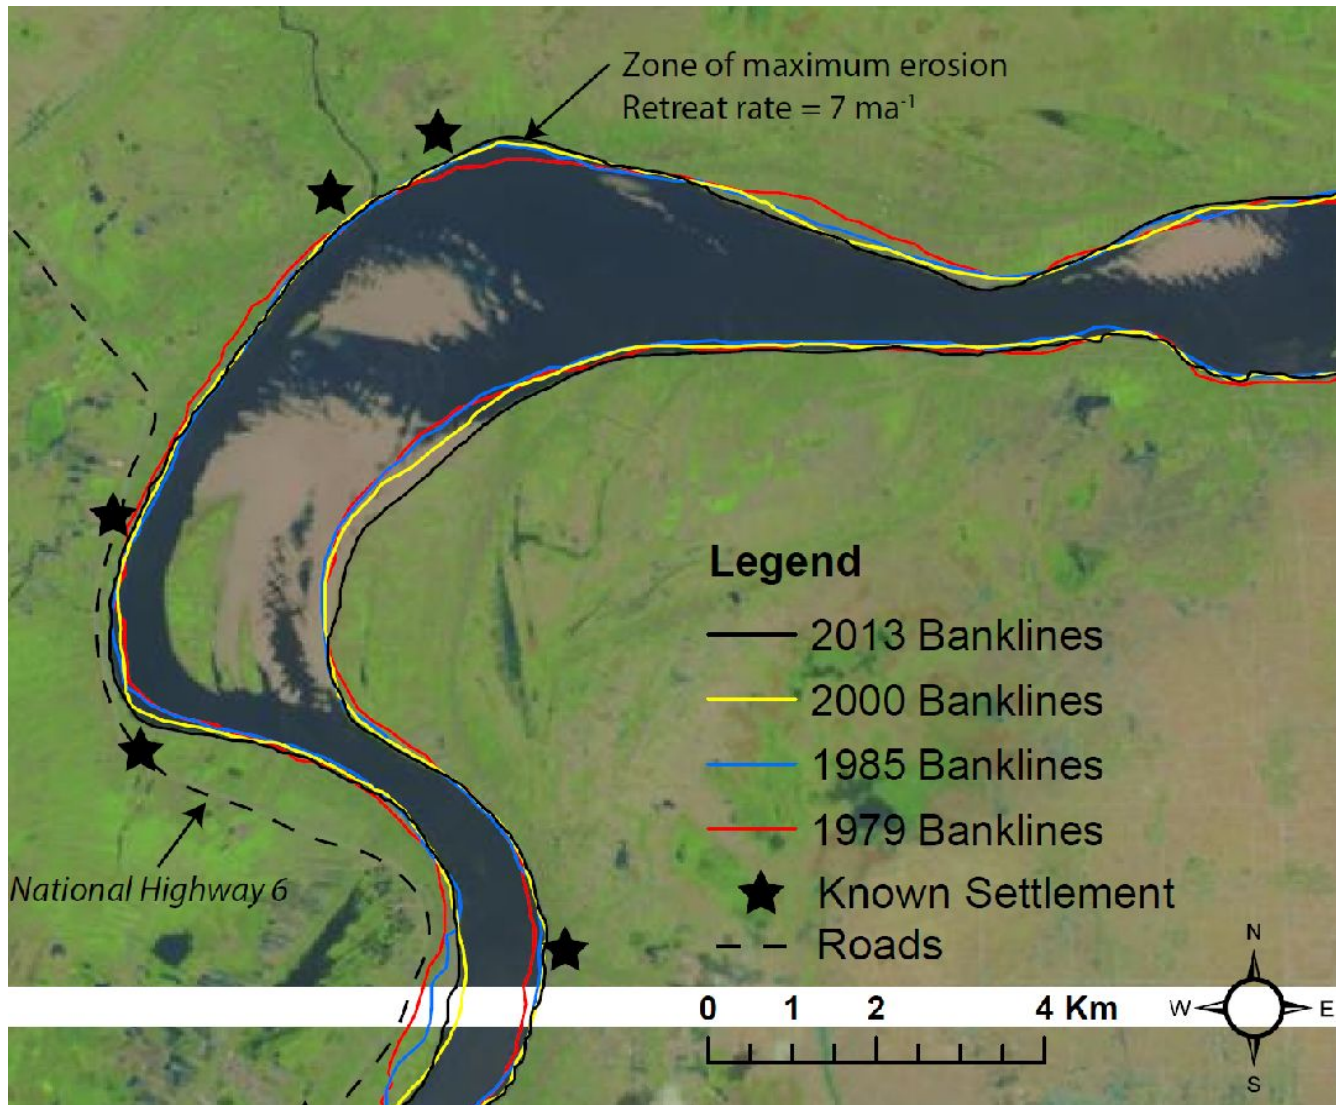 Zone of maximum erosion
Retreat rate = 7 ma⁻¹
Legend
2013 Banklines
2000 Banklines
1985 Banklines
1979 Banklines
Known Settlement
Roads
National Highway 6
0 1 2 4 Km
N
W E
S